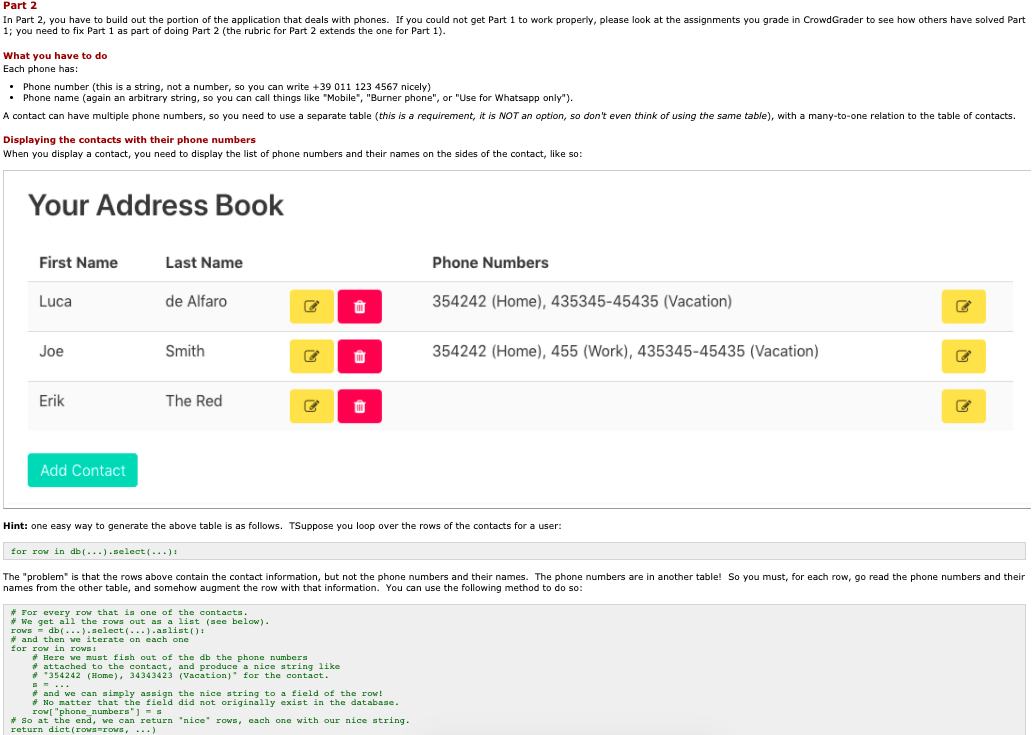 Part 2
In Part 2, you have to build out the portion of the application that deals with phones.  If you could not get Part 1 to work properly, please look at the assignments you grade in CrowdGrader to see how others have solved Part
1; you need to fix Part 1 as part of doing Part 2 (the rubric for Part 2 extends the one for Part 1).
What you have to do
Each phone has:
• Phone number (this is a string, not a number, so you can write +39 011 123 4567 nicely)
• Phone name (again an arbitrary string, so you can call things like "Mobile", "Burner phone", or "Use for Whatsapp only").
A contact can have multiple phone numbers, so you need to use a separate table (this is a requirement, it is NOT an option, so don't even think of using the same table), with a many-to-one relation to the table of contacts.
Displaying the contacts with their phone numbers
When you display a contact, you need to display the list of phone numbers and their names on the sides of the contact, like so:
Your Address Book
First Name Last Name Phone Numbers
Luca de Alfaro 354242 (Home), 435345-45435 (Vacation)
Joe Smith 354242 (Home), 455 (Work), 435345-45435 (Vacation)
Erik The Red
Add Contact
Hint: one easy way to generate the above table is as follows.  TSuppose you loop over the rows of the contacts for a user:
for row in db(...).select(...):
The "problem" is that the rows above contain the contact information, but not the phone numbers and their names.  The phone numbers are in another table!  So you must, for each row, go read the phone numbers and their
names from the other table, and somehow augment the row with that information.  You can use the following method to do so:
# For every row that is one of the contacts.
# We get all the rows out as a list (see below).
rows = db(...).select(...).aslist():
# and then we iterate on each one
for row in rows:
    # Here we must fish out of the db the phone numbers
    # attached to the contact, and produce a nice string like
    # "354242 (Home), 34343423 (Vacation)" for the contact.
    s = ...
    # and we can simply assign the nice string to a field of the row!
    # No matter that the field did not originally exist in the database.
    row["phone_numbers"] = s
# So at the end, we can return "nice" rows, each one with our nice string.
return dict(rows=rows, ...)